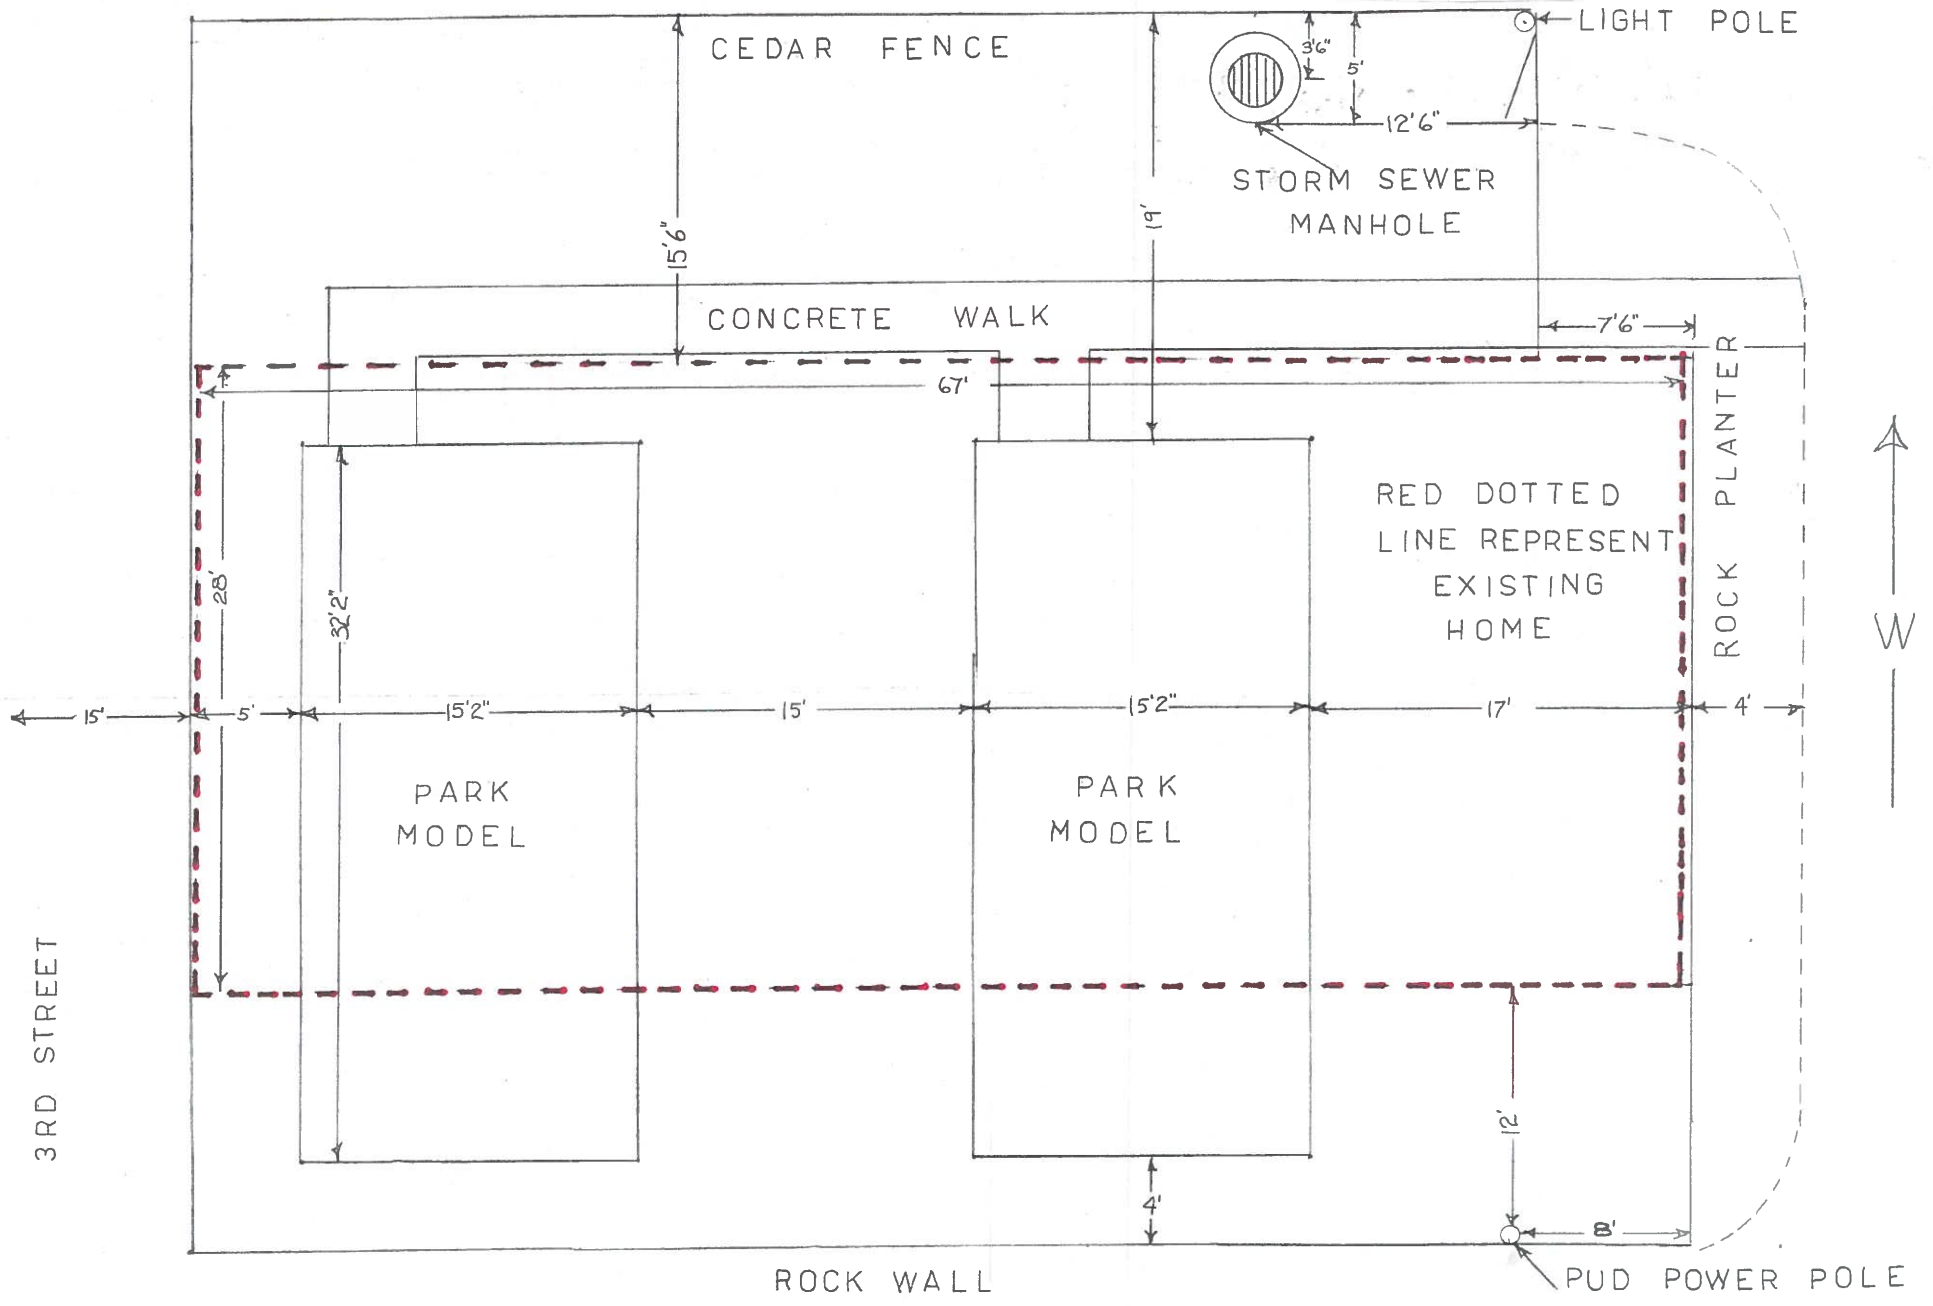 CEDAR FENCE
3'6"
5'
LIGHT POLE
12'6"
STORM SEWER
MANHOLE
15'6"
19'
CONCRETE WALK
7'6"
67'
28'
32'2"
RED DOTTED
LINE REPRESENT
EXISTING
HOME
ROCK PLANTER
W
15'
5'
15'2"
15'
15'2"
17'
4'
PARK
MODEL
PARK
MODEL
3RD STREET
12'
4'
8'
ROCK WALL
PUD POWER POLE